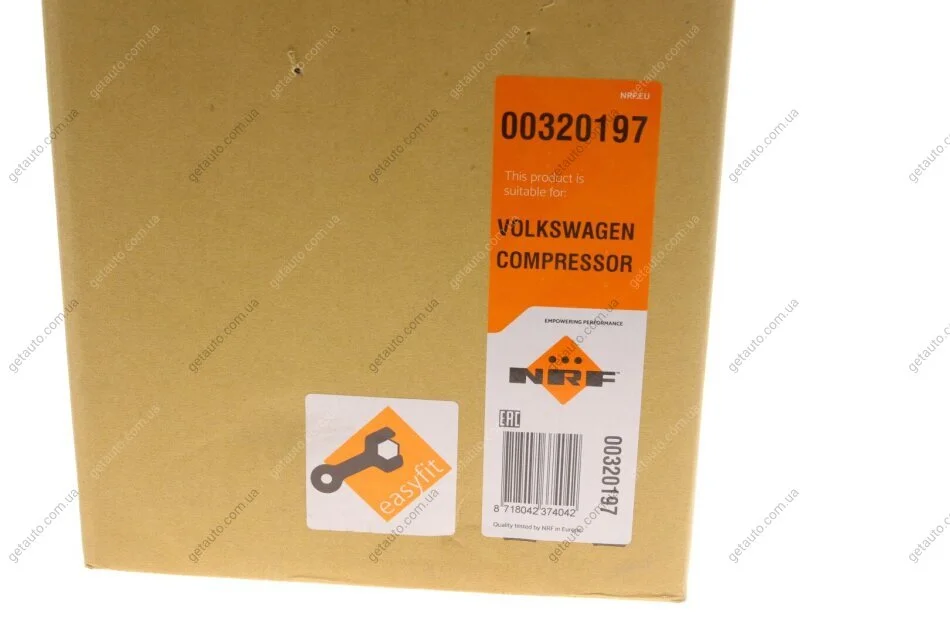 NRF.EU
00320197
This product is
suitable for:
VOLKSWAGEN
COMPRESSOR
EMPOWERING PERFORMANCE
NRF™
EAC
00320197
8 718042 374042
Quality tested by NRF in Europe
easyfit
getauto.com.ua